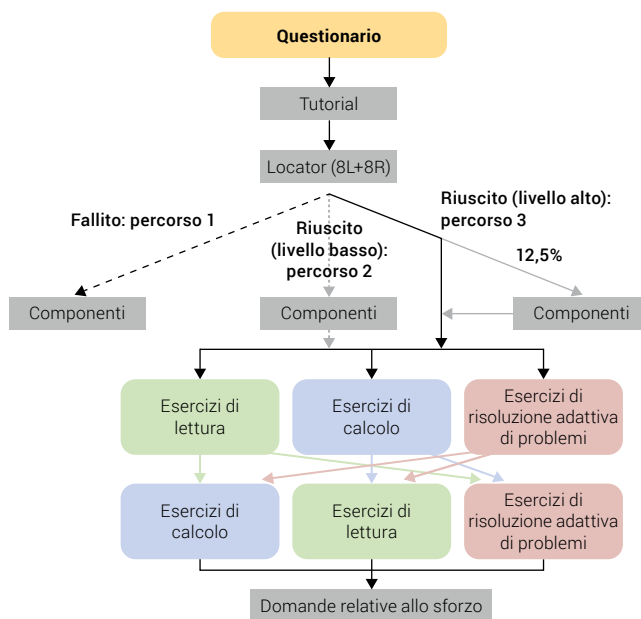 Questionario
Tutorial
Locator (8L+8R)
Fallito: percorso 1
Riuscito
(livello basso):
percorso 2
Riuscito (livello alto):
percorso 3
12,5%
Componenti
Componenti
Componenti
Esercizi di
lettura
Esercizi di
calcolo
Esercizi di
risoluzione adattiva
di problemi
Esercizi di
calcolo
Esercizi di
lettura
Esercizi di
risoluzione adattiva
di problemi
Domande relative allo sforzo